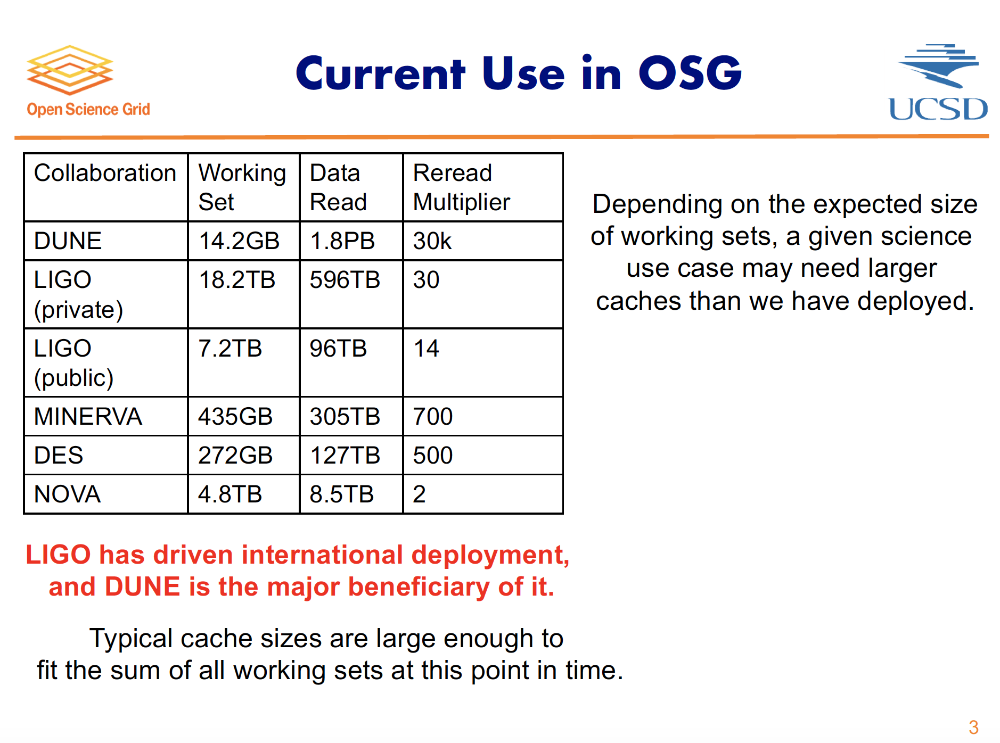 Current Use in OSG
Open Science Grid
UCSD
Collaboration Working Set Data Read Reread Multiplier
DUNE 14.2GB 1.8PB 30k
LIGO (private) 18.2TB 596TB 30
LIGO (public) 7.2TB 96TB 14
MINERVA 435GB 305TB 700
DES 272GB 127TB 500
NOVA 4.8TB 8.5TB 2
Depending on the expected size
of working sets, a given science
use case may need larger
caches than we have deployed.
LIGO has driven international deployment,
and DUNE is the major beneficiary of it.
Typical cache sizes are large enough to
fit the sum of all working sets at this point in time.
3